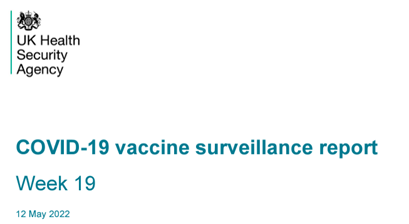 UK Health
Security
Agency
COVID-19 vaccine surveillance report
Week 19
12 May 2022